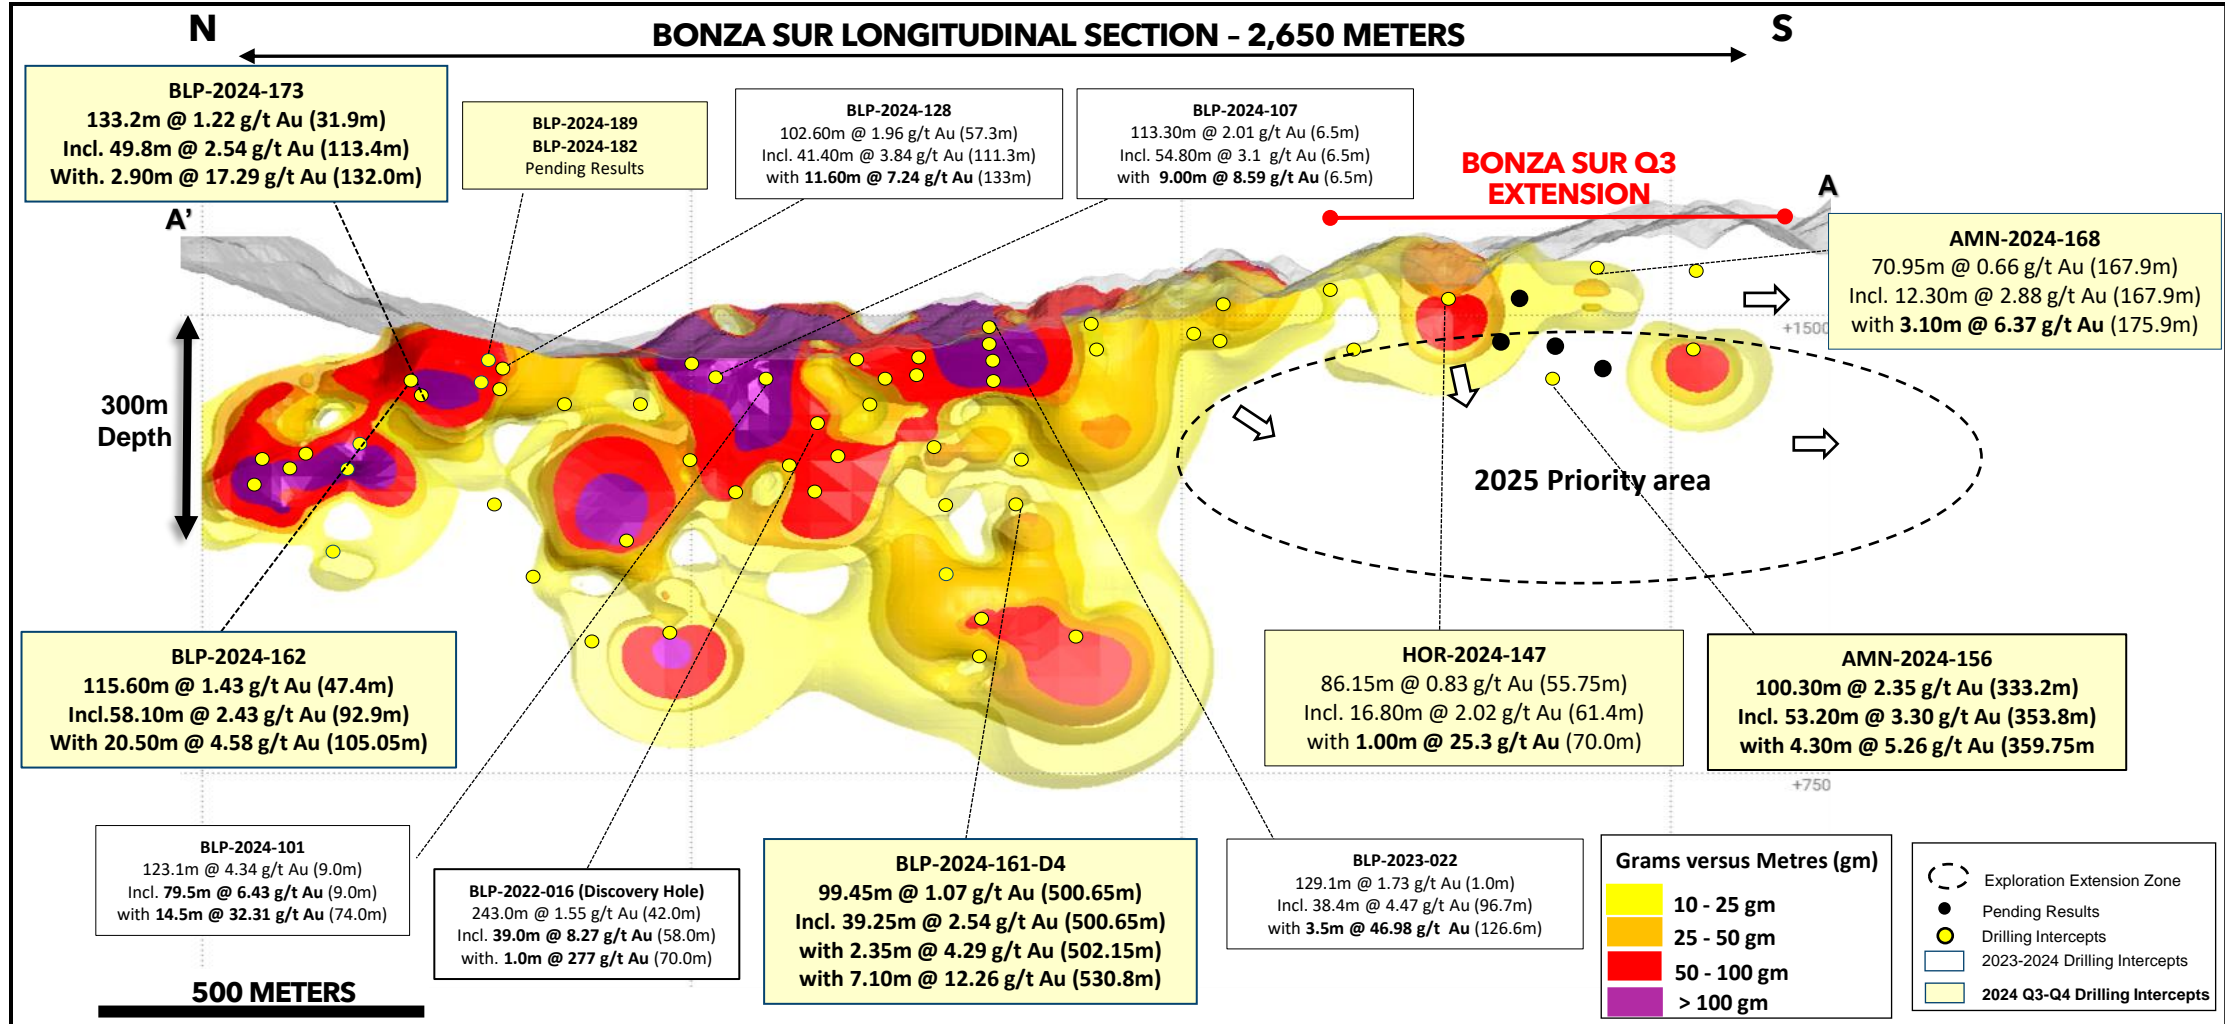 N
BONZA SUR LONGITUDINAL SECTION – 2,650 METERS
S
BLP-2024-173
133.2m @ 1.22 g/t Au (31.9m)
Incl. 49.8m @ 2.54 g/t Au (113.4m)
With. 2.90m @ 17.29 g/t Au (132.0m)
BLP-2024-189
BLP-2024-182
Pending Results
BLP-2024-128
102.60m @ 1.96 g/t Au (57.3m)
Incl. 41.40m @ 3.84 g/t Au (111.3m)
with 11.60m @ 7.24 g/t Au (133m)
BLP-2024-107
113.30m @ 2.01 g/t Au (6.5m)
Incl. 54.80m @ 3.1 g/t Au (6.5m)
with 9.00m @ 8.59 g/t Au (6.5m)
BONZA SUR Q3
EXTENSION
A
A’
AMN-2024-168
70.95m @ 0.66 g/t Au (167.9m)
Incl. 12.30m @ 2.88 g/t Au (167.9m)
with 3.10m @ 6.37 g/t Au (175.9m)
+1500
300m
Depth
2025 Priority area
BLP-2024-162
115.60m @ 1.43 g/t Au (47.4m)
Incl.58.10m @ 2.43 g/t Au (92.9m)
With 20.50m @ 4.58 g/t Au (105.05m)
HOR-2024-147
86.15m @ 0.83 g/t Au (55.75m)
Incl. 16.80m @ 2.02 g/t Au (61.4m)
with 1.00m @ 25.3 g/t Au (70.0m)
AMN-2024-156
100.30m @ 2.35 g/t Au (333.2m)
Incl. 53.20m @ 3.30 g/t Au (353.8m)
with 4.30m @ 5.26 g/t Au (359.75m
+750
BLP-2024-101
123.1m @ 4.34 g/t Au (9.0m)
Incl. 79.5m @ 6.43 g/t Au (9.0m)
with 14.5m @ 32.31 g/t Au (74.0m)
BLP-2022-016 (Discovery Hole)
243.0m @ 1.55 g/t Au (42.0m)
Incl. 39.0m @ 8.27 g/t Au (58.0m)
with. 1.0m @ 277 g/t Au (70.0m)
BLP-2024-161-D4
99.45m @ 1.07 g/t Au (500.65m)
Incl. 39.25m @ 2.54 g/t Au (500.65m)
with 2.35m @ 4.29 g/t Au (502.15m)
with 7.10m @ 12.26 g/t Au (530.8m)
BLP-2023-022
129.1m @ 1.73 g/t Au (1.0m)
Incl. 38.4m @ 4.47 g/t Au (96.7m)
with 3.5m @ 46.98 g/t Au (126.6m)
Grams versus Metres (gm)
10 - 25 gm
25 - 50 gm
50 - 100 gm
> 100 gm
Exploration Extension Zone
Pending Results
Drilling Intercepts
2023-2024 Drilling Intercepts
2024 Q3-Q4 Drilling Intercepts
500 METERS